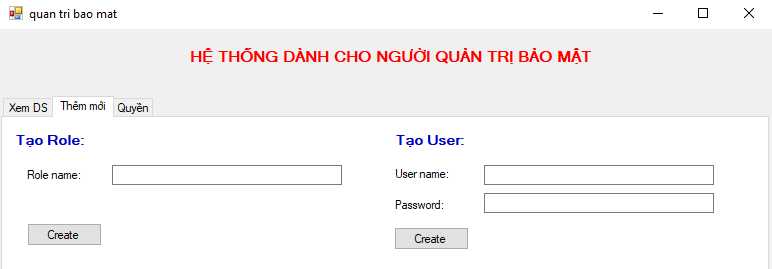 quan tri bao mat
HỆ THỐNG DÀNH CHO NGƯỜI QUẢN TRỊ BẢO MẬT
Xem DS Thêm mới Quyền
Tạo Role: Tạo User:
Role name: User name:
Password:
Create Create